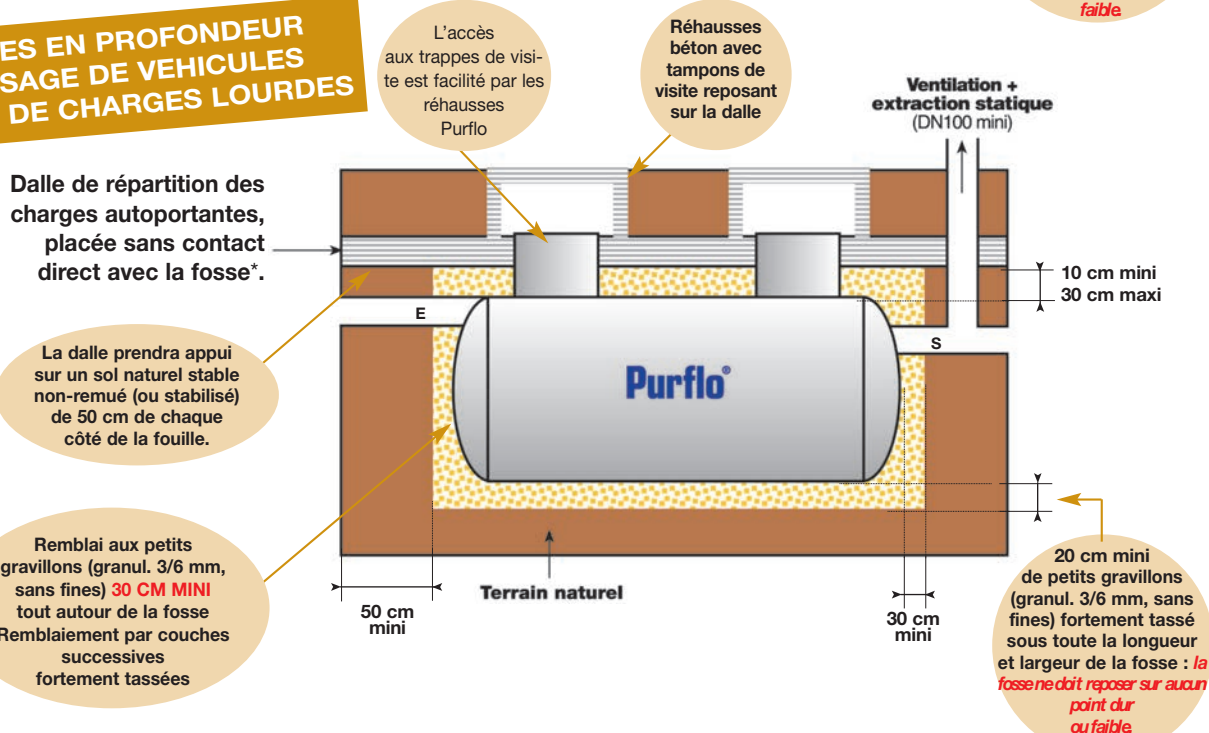 faible.
ES EN PROFONDEUR
SAGE DE VEHICULES
DE CHARGES LOURDES
L'accès
aux trappes de visi-
te est facilité par les
réhausses
Purflo
Réhausses
béton avec
tampons de
visite reposant
sur la dalle
Ventilation +
extraction statique
(DN100 mini)
Dalle de répartition des
charges autoportantes,
placée sans contact
direct avec la fosse*.
10 cm mini
30 cm maxi
E
S
Purflo®
La dalle prendra appui
sur un sol naturel stable
non-remué (ou stabilisé)
de 50 cm de chaque
côté de la fouille.
Remblai aux petits
gravillons (granul. 3/6 mm,
sans fines) 30 CM MINI
tout autour de la fosse
Remblaiement par couches
successives
fortement tassées
50 cm
mini
Terrain naturel
30 cm
mini
20 cm mini
de petits gravillons
(granul. 3/6 mm, sans
fines) fortement tassé
sous toute la longueur
et largeur de la fosse : la
fosse ne doit reposer sur aucun
point dur
ou faible.